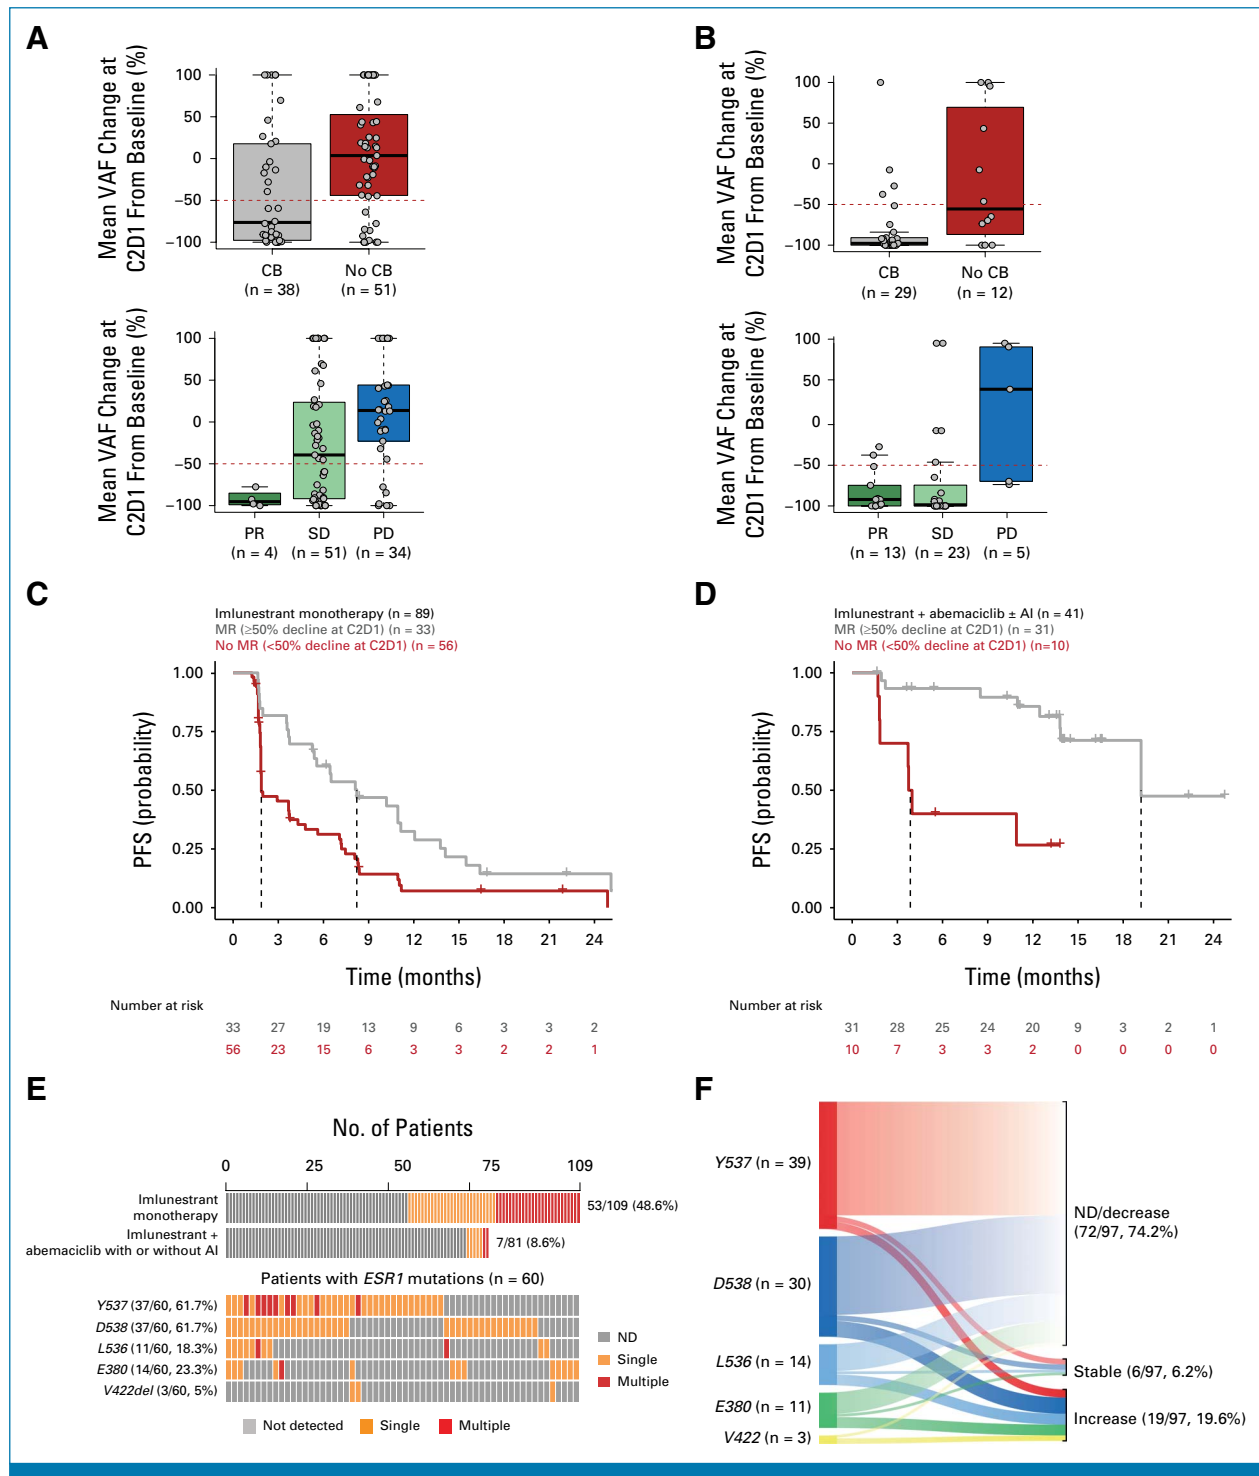 A
Mean VAF Change at
C2D1 From Baseline (%)
100
50
0
−50
−100
CB
(n = 38)
No CB
(n = 51)
Mean VAF Change at
C2D1 From Baseline (%)
100
50
0
−50
−100
PR
(n = 4)
SD
(n = 51)
PD
(n = 34)
B
Mean VAF Change at
C2D1 From Baseline (%)
100
50
0
−50
−100
CB
(n = 29)
No CB
(n = 12)
Mean VAF Change at
C2D1 From Baseline (%)
100
50
0
−50
−100
PR
(n = 13)
SD
(n = 23)
PD
(n = 5)
C
Imlunestrant monotherapy (n = 89)
MR (≥50% decline at C2D1) (n = 33)
No MR (<50% decline at C2D1) (n = 56)
PFS (probability)
1.00
0.75
0.50
0.25
0.00
0 3 6 9 12 15 18 21 24
Time (months)
Number at risk
33 27 19 13 9 6 3 3 2
56 23 15 6 3 3 2 2 1
D
Imlunestrant + abemaciclib ± AI (n = 41)
MR (≥50% decline at C2D1) (n = 31)
No MR (<50% decline at C2D1) (n=10)
PFS (probability)
1.00
0.75
0.50
0.25
0.00
0 3 6 9 12 15 18 21 24
Time (months)
Number at risk
31 28 25 24 20 9 3 2 1
10 7 3 3 2 0 0 0 0
E
No. of Patients
0 25 50 75 109
Imlunestrant
monotherapy
53/109 (48.6%)
Imlunestrant +
abemaciclib with or without AI
7/81 (8.6%)
Patients with ESR1 mutations (n = 60)
Y537 (37/60, 61.7%)
D538 (37/60, 61.7%)
L536 (11/60, 18.3%)
E380 (14/60, 23.3%)
V422del (3/60, 5%)
ND
Single
Multiple
Not detected Single Multiple
F
Y537 (n = 39)
D538 (n = 30)
L536 (n = 14)
E380 (n = 11)
V422 (n = 3)
ND/decrease
(72/97, 74.2%)
Stable (6/97, 6.2%)
Increase (19/97, 19.6%)